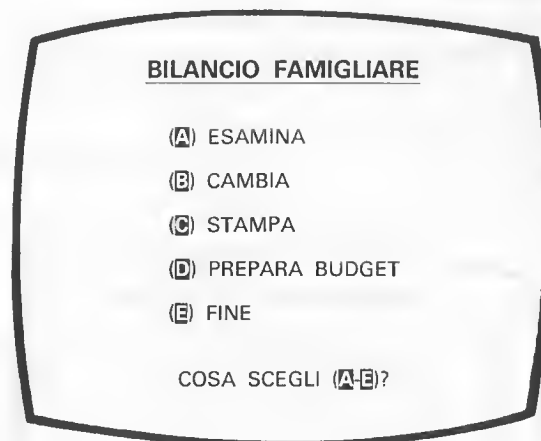 BILANCIO FAMIGLIARE
(A) ESAMINA
(B) CAMBIA
(C) STAMPA
(D) PREPARA BUDGET
(E) FINE
COSA SCEGLI (A-E)?